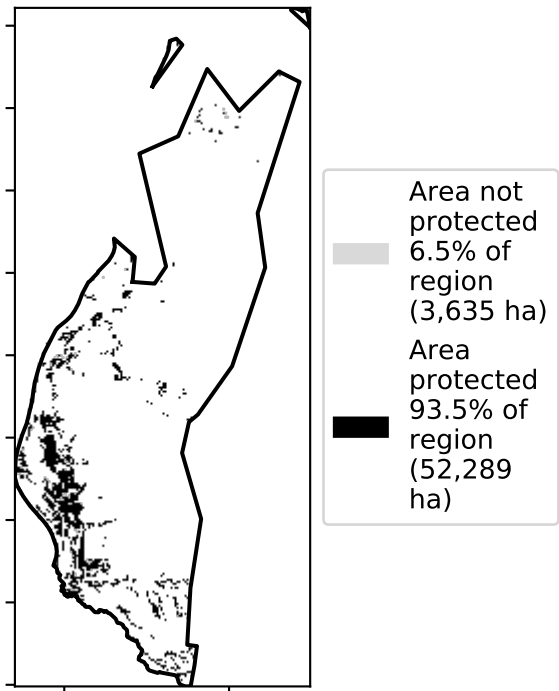 Area not
protected
6.5% of
region
(3,635 ha)
Area
protected
93.5% of
region
(52,289
ha)